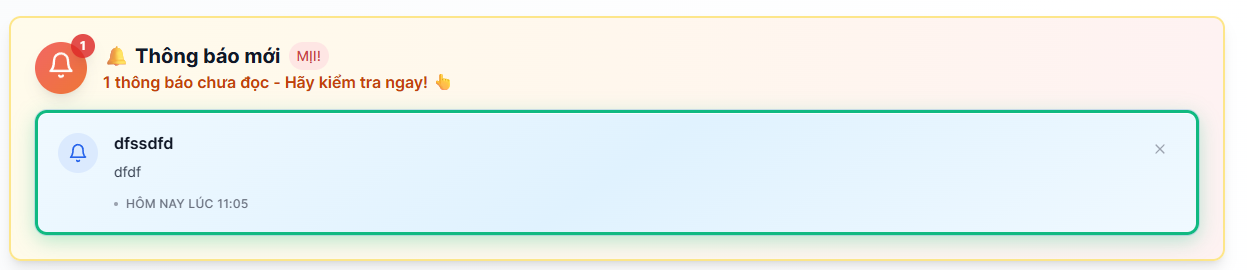 1
🔔 Thông báo mới MỊI!
1 thông báo chưa đọc - Hãy kiểm tra ngay! 👆
dfssdfd
dfdf
• HÔM NAY LÚC 11:05